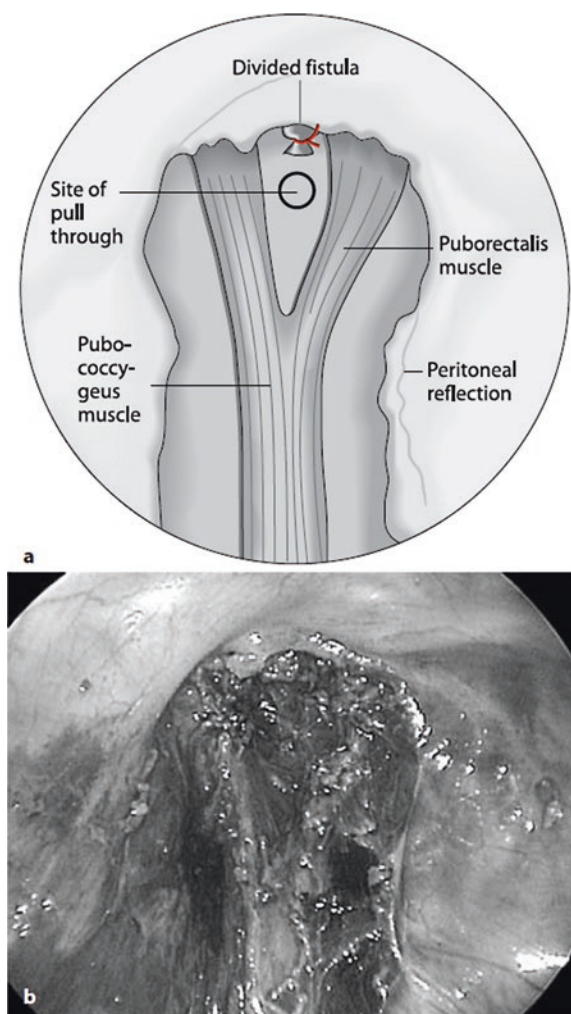 Divided fistula
Site of
pull
through
Puborectalis
muscle
Pubo-
coccy-
geus
muscle
Peritoneal
reflection
a
b